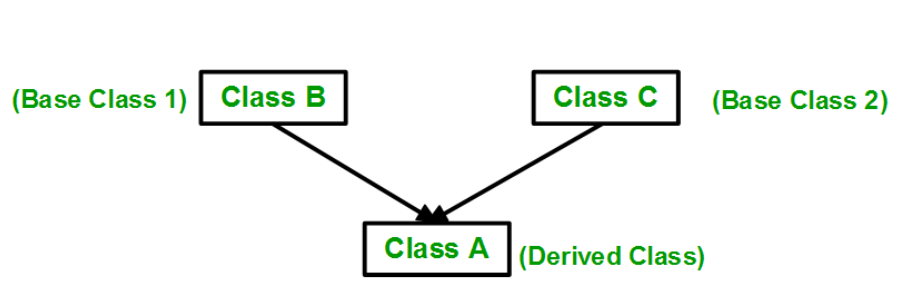 (Base Class 1) Class B Class C (Base Class 2)
Class A (Derived Class)